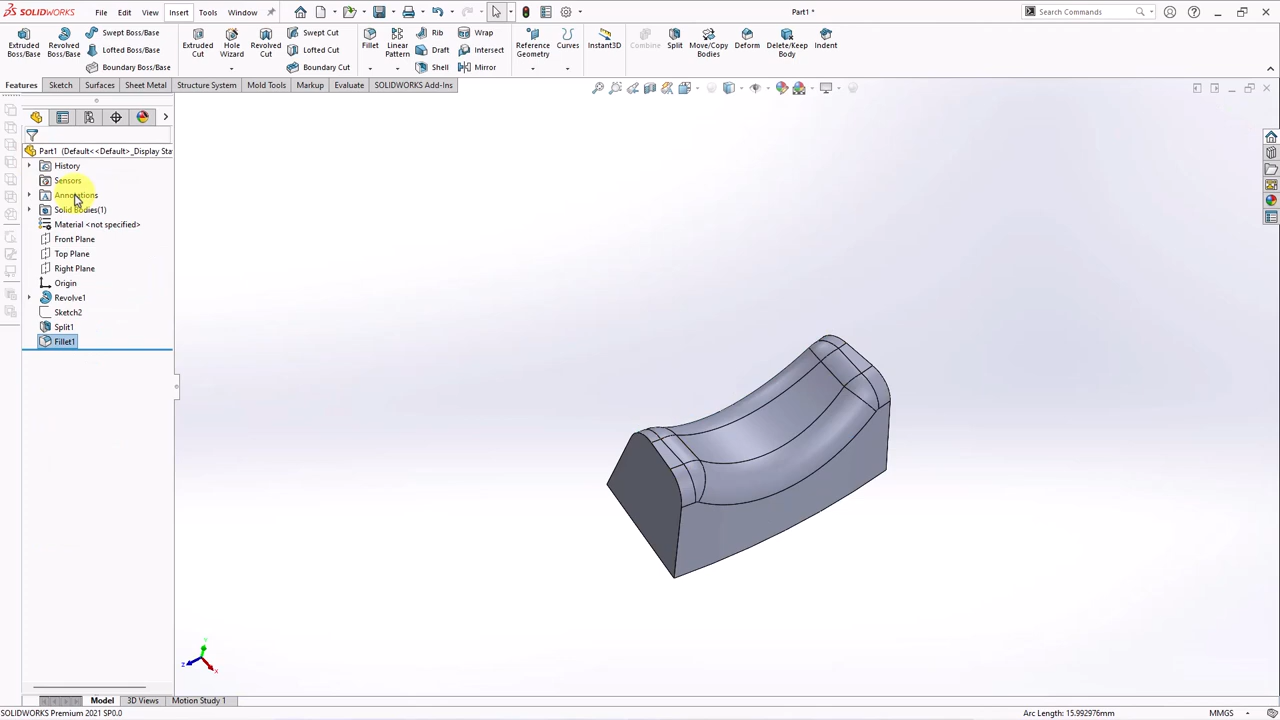 SOLIDWORKS File Edit View Insert Tools Window Part1 * Search Commands
Extruded Boss/Base
Revolved Boss/Base
Swept Boss/Base
Lofted Boss/Base
Boundary Boss/Base
Extruded Cut
Hole Wizard
Revolved Cut
Swept Cut
Lofted Cut
Boundary Cut
Fillet
Linear Pattern
Rib
Draft
Shell
Wrap
Intersect
Mirror
Reference Geometry
Curves
Instant3D
Combine
Split
Move/Copy Bodies
Deform
Delete/Keep Body
Indent
Features Sketch Surfaces Sheet Metal Structure System Mold Tools Markup Evaluate SOLIDWORKS Add-Ins
Part1 (Default<<Default>_Display Sta
History
Sensors
Annotations
Solid Bodies(1)
Material <not specified>
Front Plane
Top Plane
Right Plane
Origin
Revolve1
Sketch2
Split1
Fillet1
Y
Z
X
Model 3D Views Motion Study 1
SOLIDWORKS Premium 2021 SP0.0 Arc Length: 15.992976mm MMGS